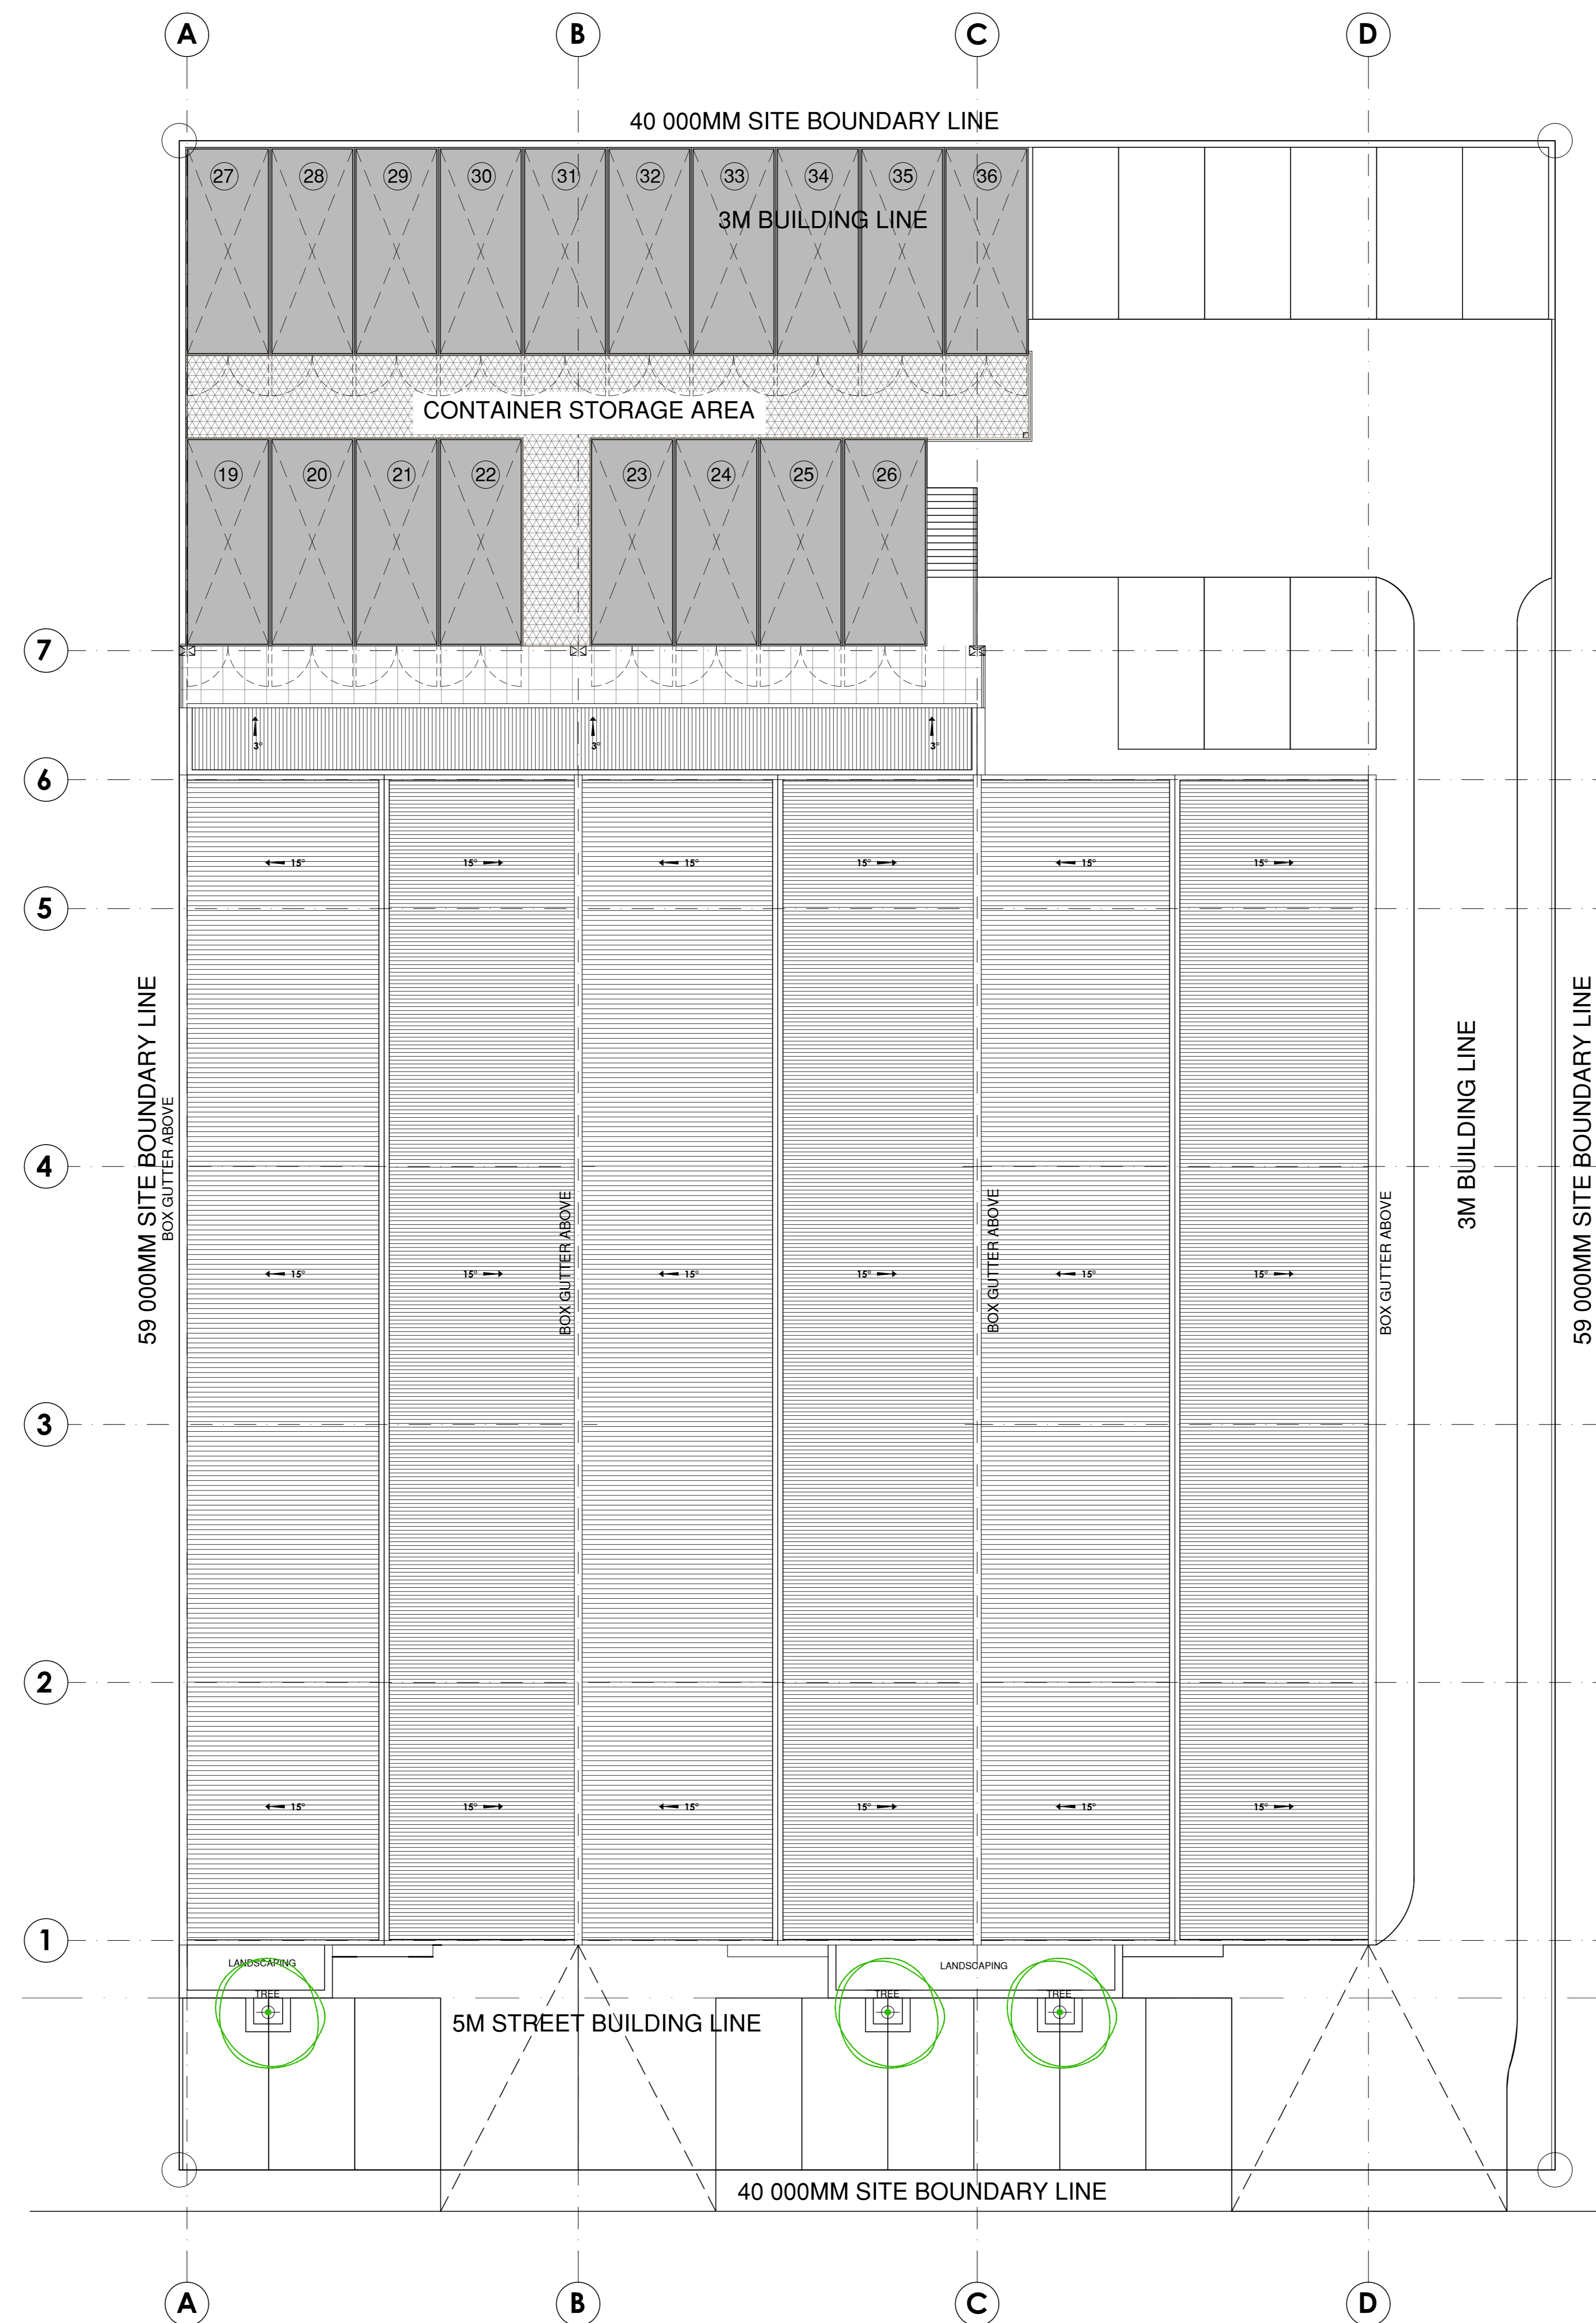 A B C D
40 000MM SITE BOUNDARY LINE
27 28 29 30 31 32 33 34 35 36
3M BUILDING LINE
CONTAINER STORAGE AREA
19 20 21 22 23 24 25 26
7
3° 3° 3°
6
15° 15° 15° 15° 15° 15°
5
59 000MM SITE BOUNDARY LINE
BOX GUTTER ABOVE
BOX GUTTER ABOVE
BOX GUTTER ABOVE
BOX GUTTER ABOVE
3M BUILDING LINE
59 000MM SITE BOUNDARY LINE
4
15° 15° 15° 15° 15° 15°
3
2
15° 15° 15° 15° 15° 15°
1
LANDSCAPING LANDSCAPING
TREE TREE TREE
5M STREET BUILDING LINE
40 000MM SITE BOUNDARY LINE
A B C D